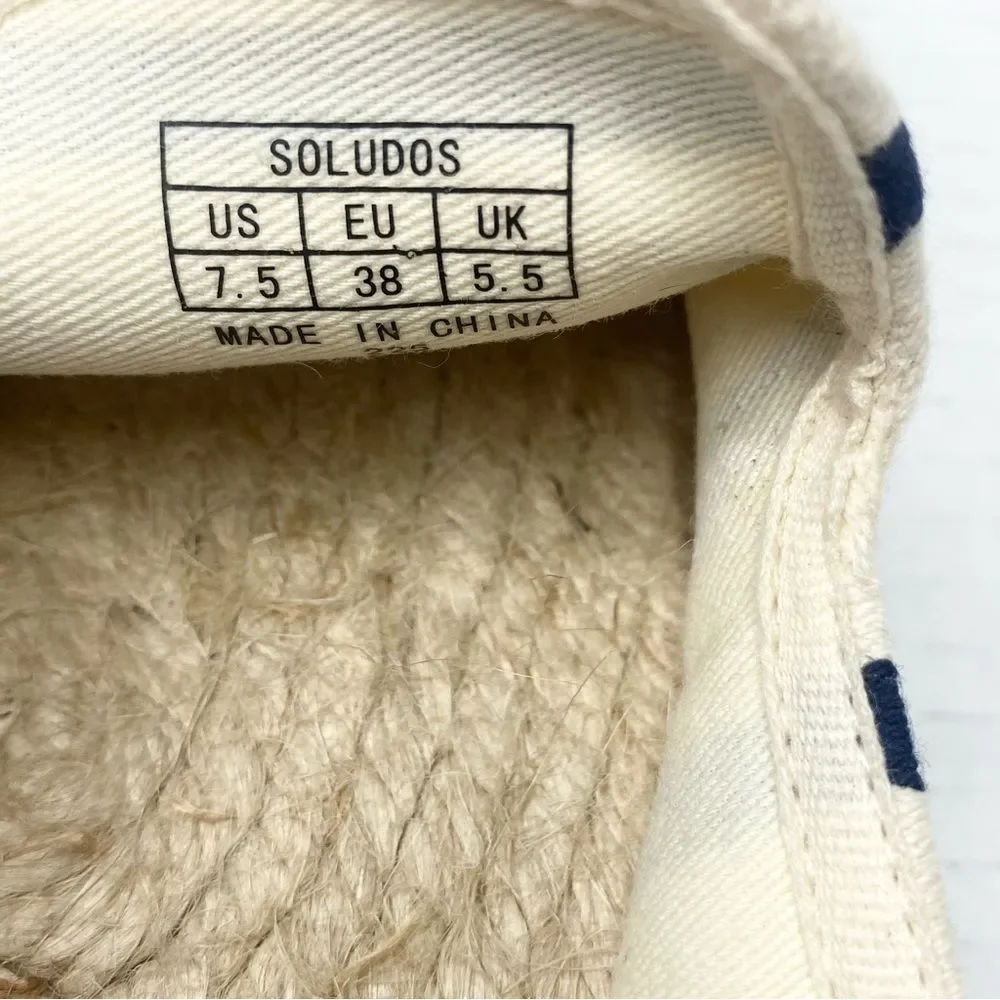 SOLUDOS
US EU UK
7.5 38 5.5
MADE IN CHINA